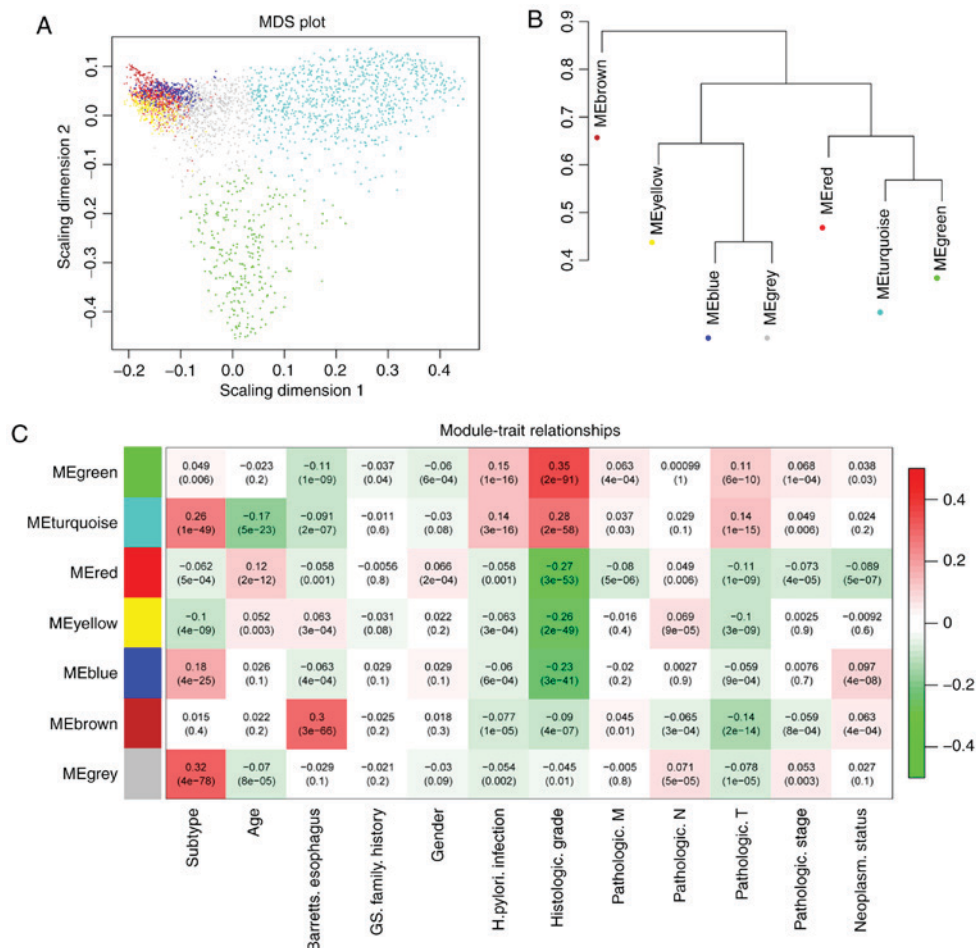 A
MDS plot
Scaling dimension 2
0.1
0.0
−0.1
−0.2
−0.3
−0.4
−0.2 −0.1 0.0 0.1 0.2 0.3 0.4
Scaling dimension 1
B
0.9
0.8
0.7
0.6
0.5
0.4
MEbrown
MEyellow
MEblue
MEgrey
MEred
MEturquoise
MEgreen
C
Module-trait relationships
MEgreen
0.049 −0.023 −0.11 −0.037 −0.06 0.15 0.35 0.063 0.00099 0.11 0.068 0.038
(0.006) (0.2) (1e−09) (0.04) (6e−04) (1e−16) (2e−91) (4e−04) (1) (6e−10) (1e−04) (0.03)
MEturquoise
0.26 −0.17 −0.091 −0.011 −0.03 0.14 0.28 0.037 0.029 0.14 0.049 0.024
(1e−49) (5e−23) (2e−07) (0.6) (0.08) (3e−16) (2e−58) (0.03) (0.1) (1e−15) (0.006) (0.2)
MEred
−0.062 0.12 −0.058 −0.0056 0.066 −0.058 −0.27 −0.08 0.049 −0.11 −0.073 −0.089
(5e−04) (2e−12) (0.001) (0.8) (2e−04) (0.001) (3e−53) (5e−06) (0.006) (1e−09) (4e−05) (5e−07)
MEyellow
−0.1 0.052 0.063 −0.031 0.022 −0.063 −0.26 −0.016 0.069 −0.1 0.0025 −0.0092
(4e−09) (0.003) (3e−04) (0.08) (0.2) (3e−04) (2e−49) (0.4) (9e−05) (3e−09) (0.9) (0.6)
MEblue
0.18 0.026 −0.063 0.029 0.029 −0.06 −0.23 −0.02 0.0027 −0.059 0.0076 0.097
(4e−25) (0.1) (4e−04) (0.1) (0.1) (6e−04) (3e−41) (0.2) (0.9) (9e−04) (0.7) (4e−08)
MEbrown
0.015 0.022 0.3 −0.025 0.018 −0.077 −0.09 0.045 −0.065 −0.14 −0.059 0.063
(0.4) (0.2) (3e−66) (0.2) (0.3) (1e−05) (4e−07) (0.01) (3e−04) (2e−14) (8e−04) (4e−04)
MEgrey
0.32 −0.07 −0.029 −0.021 −0.03 −0.054 −0.045 −0.005 0.071 −0.078 0.053 0.027
(4e−78) (8e−05) (0.1) (0.2) (0.09) (0.002) (0.01) (0.8) (5e−05) (1e−05) (0.003) (0.1)
Subtype
Age
Barretts. esophagus
GS. family. history
Gender
H.pylori. infection
Histologic. grade
Pathologic. M
Pathologic. N
Pathologic. T
Pathologic. stage
Neoplasm. status
0.4
0.2
0
−0.2
−0.4